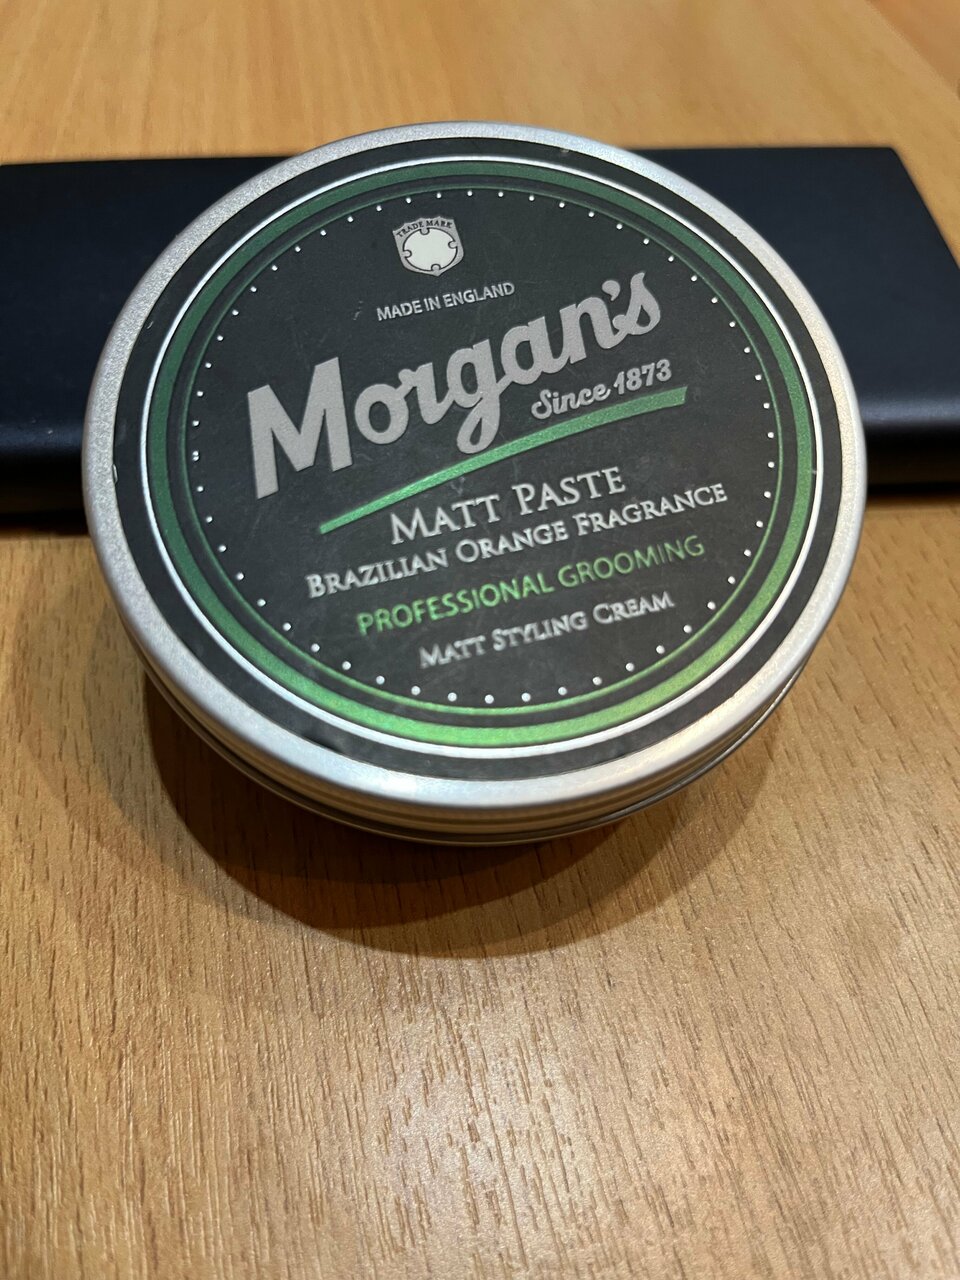 TRADE MARK
MADE IN ENGLAND
Morgan's
Since 1873
MATT PASTE
BRAZILIAN ORANGE FRAGRANCE
PROFESSIONAL GROOMING
MATT STYLING CREAM